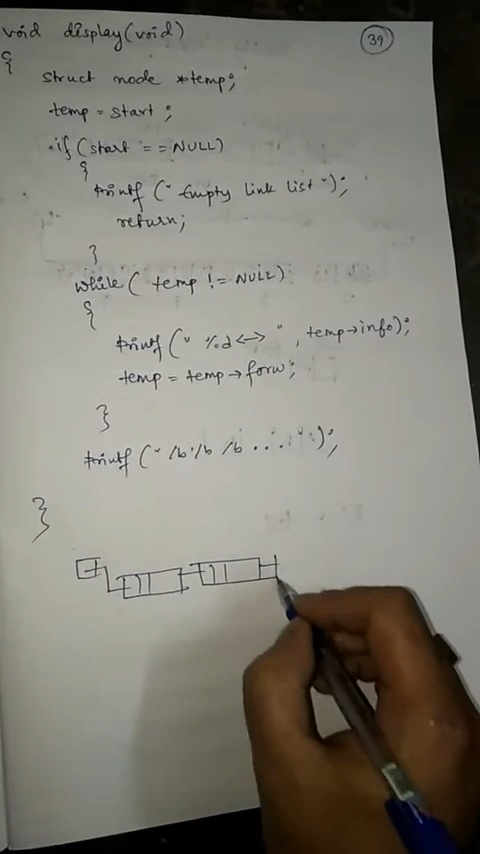 void display(void)
39
{
struct node *temp;
temp = start ;
if (start == NULL)
{
printf (" Empty link list ");
return;
}
while ( temp != NULL)
{
printf (" %d<-> " , temp→info);
temp = temp→forw;
}
printf (" /b /b /b .... " );
}